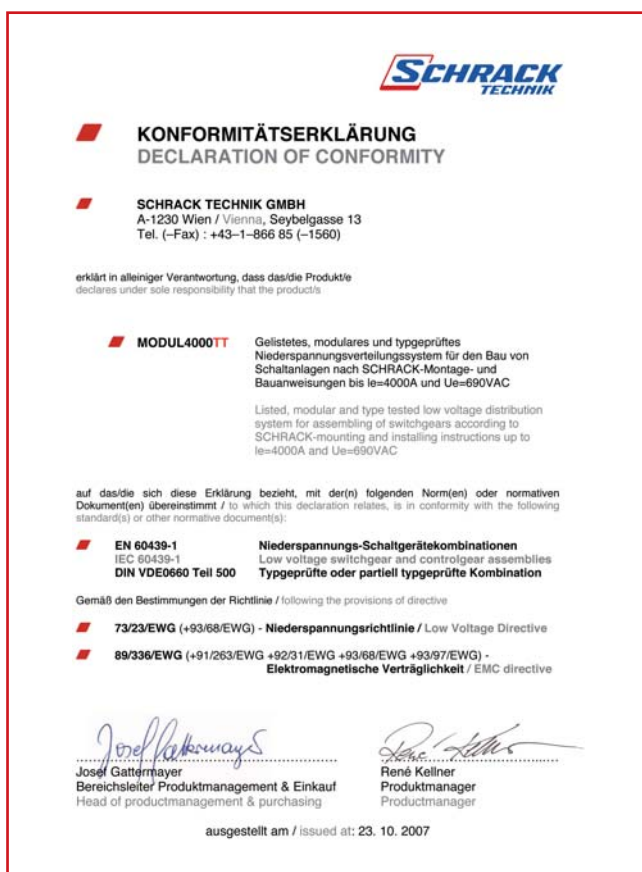 SCHRACK
TECHNIK
KONFORMITÄTSERKLÄRUNG
DECLARATION OF CONFORMITY
SCHRACK TECHNIK GMBH
A-1230 Wien / Vienna, Seybelgasse 13
Tel. (–Fax) : +43–1–866 85 (–1560)
erklärt in alleiniger Verantwortung, dass das/die Produkt/e
declares under sole responsibility that the product/s
MODUL4000TT Gelistetes, modulares und typgeprüftes
Niederspannungsverteilungssystem für den Bau von
Schaltanlagen nach SCHRACK-Montage- und
Bauanweisungen bis Ie=4000A und Ue=690VAC
Listed, modular and type tested low voltage distribution
system for assembling of switchgears according to
SCHRACK-mounting and installing instructions up to
Ie=4000A and Ue=690VAC
auf das/die sich diese Erklärung bezieht, mit der(n) folgenden Norm(en) oder normativen
Dokument(en) übereinstimmt / to which this declaration relates, is in conformity with the following
standard(s) or other normative document(s):
EN 60439-1 Niederspannungs-Schaltgerätekombinationen
IEC 60439-1 Low voltage switchgear and controlgear assemblies
DIN VDE0660 Teil 500 Typgeprüfte oder partiell typgeprüfte Kombination
Gemäß den Bestimmungen der Richtlinie / following the provisions of directive
73/23/EWG (+93/68/EWG) - Niederspannungsrichtlinie / Low Voltage Directive
89/336/EWG (+91/263/EWG +92/31/EWG +93/68/EWG +93/97/EWG) -
Elektromagnetische Verträglichkeit / EMC directive
Josef Gattermayer René Kellner
Josef Gattermayer René Kellner
Bereichsleiter Produktmanagement & Einkauf Produktmanager
Head of productmanagement & purchasing Productmanager
ausgestellt am / issued at: 23. 10. 2007